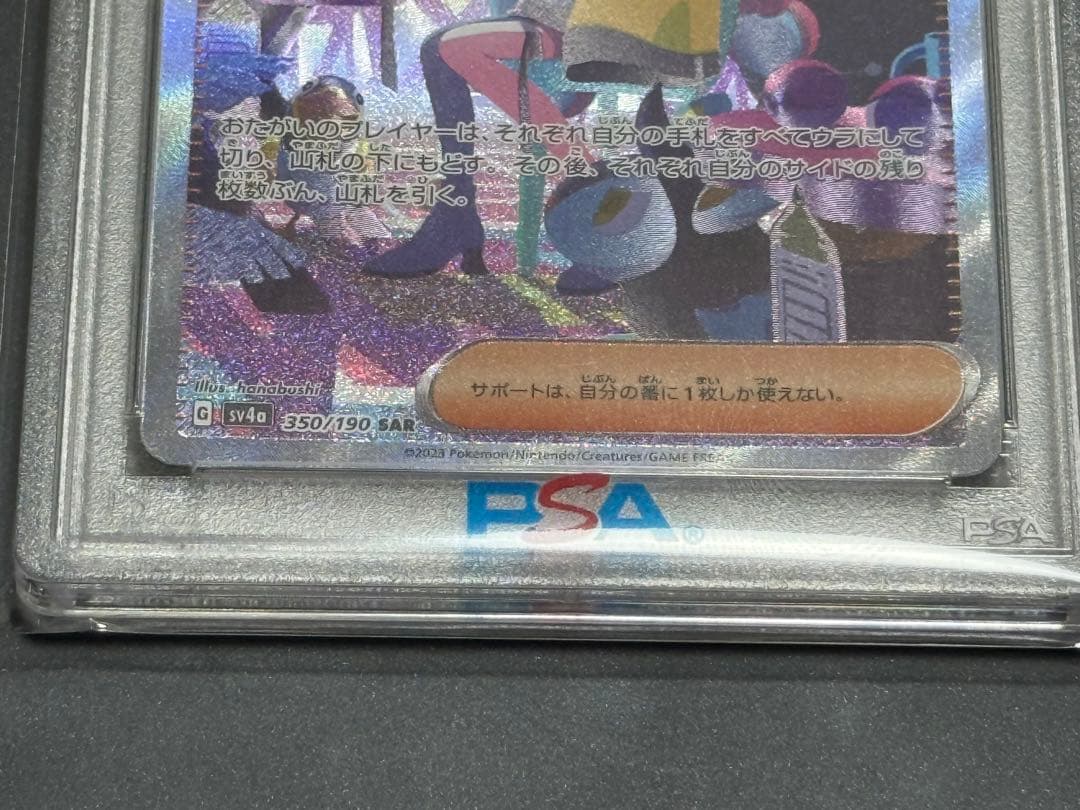 おたがいのプレイヤーは、それぞれ自分の手札をすべてウラにして
切り、山札の下にもどす。その後、それぞれ自分のサイドの残り
枚数ぶん、山札を引く。
サポートは、自分の番に1枚しか使えない。
illus. hanabushi
G sv4a 350/190 SAR
©2023 Pokémon/Nintendo/Creatures/GAME FREAK
PSA®
PSA